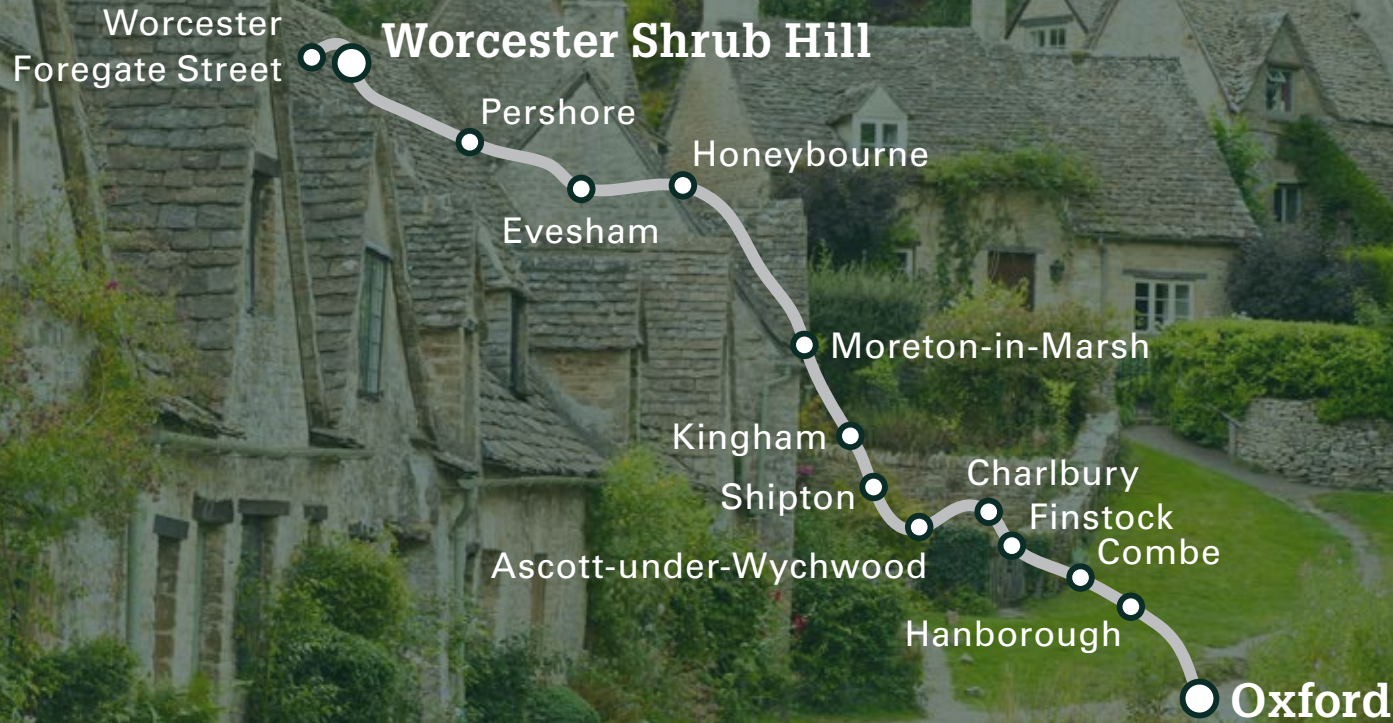 Worcester
Foregate Street
Worcester Shrub Hill
Pershore
Honeybourne
Evesham
Moreton-in-Marsh
Kingham
Shipton
Charlbury
Finstock
Combe
Ascott-under-Wychwood
Hanborough
Oxford